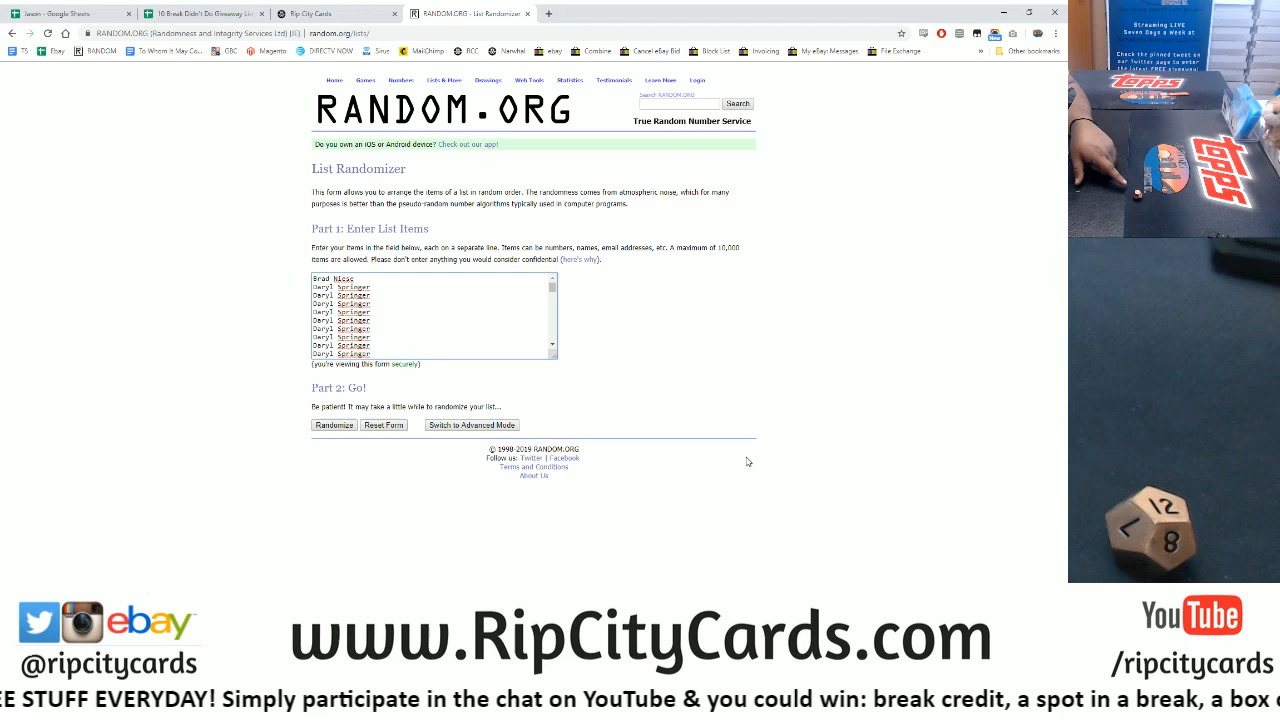 Jason - Google Sheets
10 Break Didn't Do Giveaway List
Rip City Cards
RANDOM.ORG - List Randomizer
RANDOM.ORG (Randomness and Integrity Services Ltd) [IE] | random.org/lists/
TS Ebay RANDOM To Whom It May Co GBC Magento DIRECTV NOW Sirus MailChimp BCC Narwhal ebay Combine Cancel eBay Bid Block List Invoicing My eBay: Messages File Exchange » Other bookmarks
Home Games Numbers Lists & More Drawings Web Tools Statistics Testimonials Learn More Login
RANDOM.ORG
Search RANDOM.ORG
Search
True Random Number Service
Do you own an iOS or Android device? Check out our app!
List Randomizer
This form allows you to arrange the items of a list in random order. The randomness comes from atmospheric noise, which for many
purposes is better than the pseudo-random number algorithms typically used in computer programs.
Part 1: Enter List Items
Enter your items in the field below, each on a separate line. Items can be numbers, names, email addresses, etc. A maximum of 10,000
items are allowed. Please don't enter anything you would consider confidential (here's why).
Brad Niese
Daryl Springer
Daryl Springer
Daryl Springer
Daryl Springer
Daryl Springer
Daryl Springer
Daryl Springer
Daryl Springer
Daryl Springer
(you're viewing this form securely)
Part 2: Go!
Be patient! It may take a little while to randomize your list...
Randomize Reset Form Switch to Advanced Mode
© 1998-2019 RANDOM.ORG
Follow us: Twitter | Facebook
Terms and Conditions
About Us
Streaming LIVE
Seven Days a Week at
Check the pinned tweet on
our Twitter page to enter
the latest FREE giveaway!
Topps
Topps
12
7
8
ebay
@ripcitycards
www.RipCityCards.com
YouTube
/ripcitycards
EE STUFF EVERYDAY! Simply participate in the chat on YouTube & you could win: break credit, a spot in a break, a box